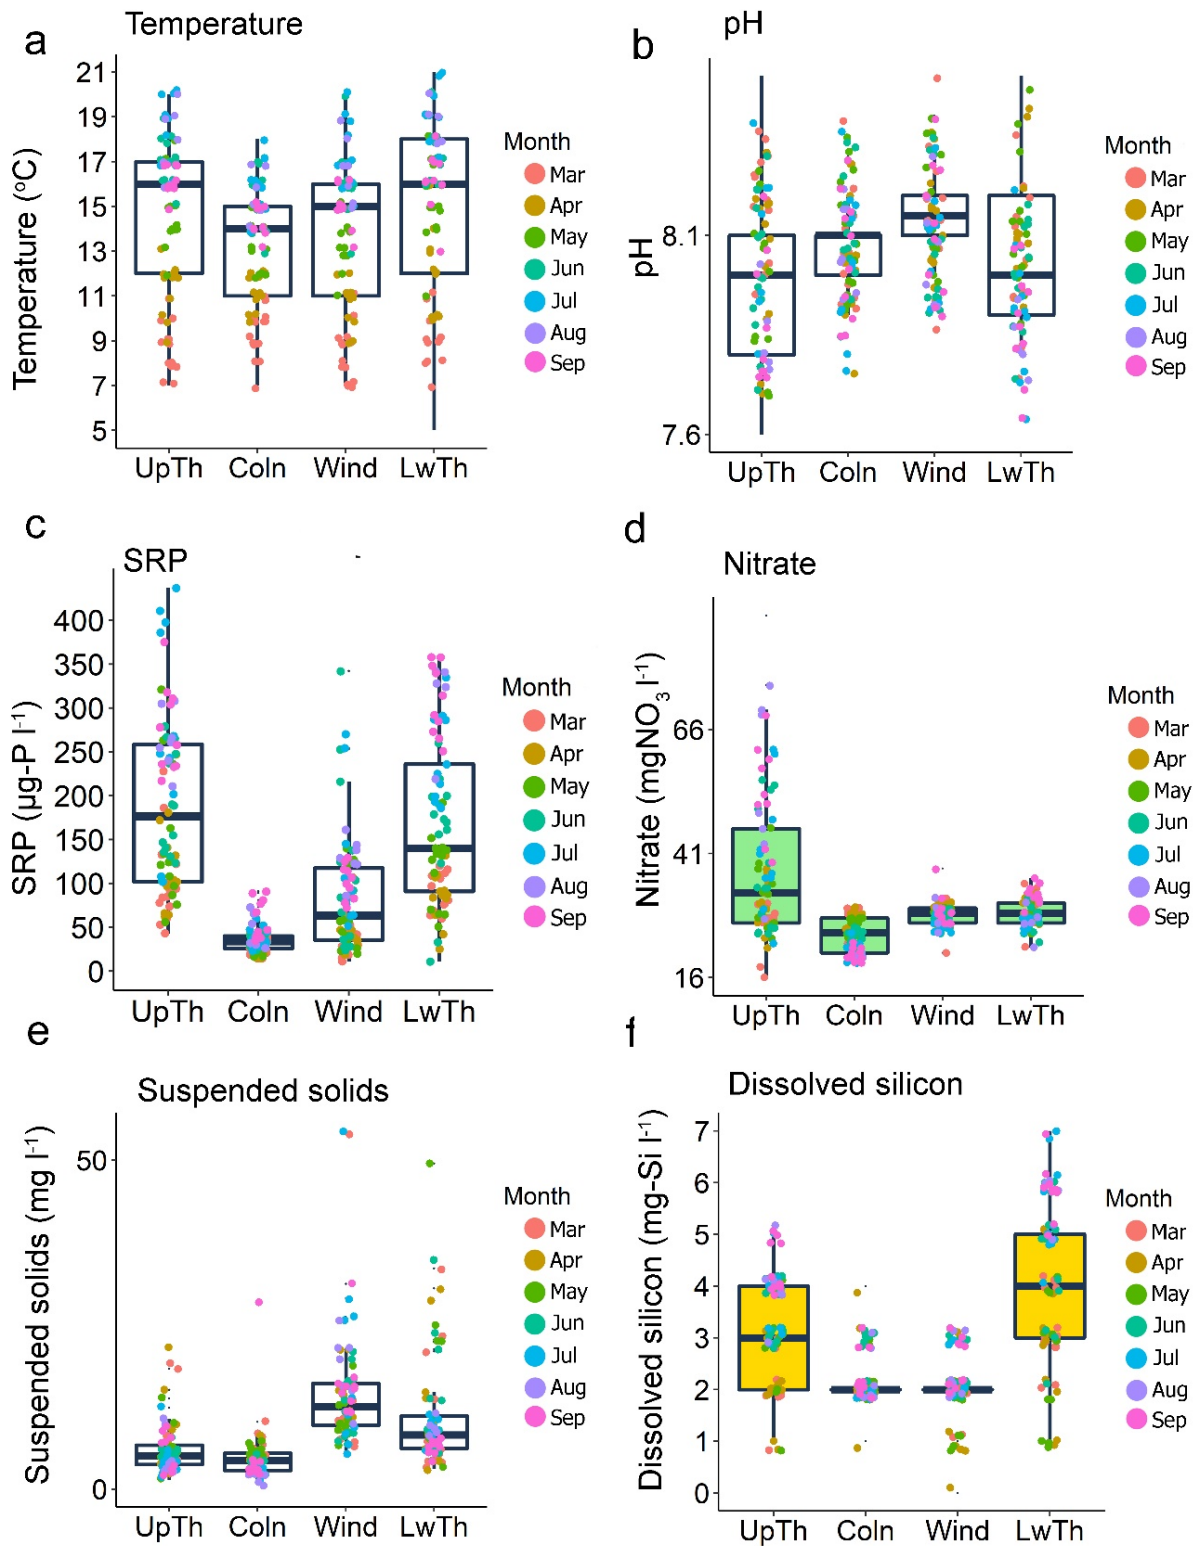 a
Temperature
Temperature (°C)
21
19
17
15
13
11
9
7
5
UpTh
Coln
Wind
LwTh
Month
Mar
Apr
May
Jun
Jul
Aug
Sep
b
pH
pH
8.1
7.6
UpTh
Coln
Wind
LwTh
Month
Mar
Apr
May
Jun
Jul
Aug
Sep
c
SRP
SRP (µg-P l⁻¹)
400
350
300
250
200
150
100
50
0
UpTh
Coln
Wind
LwTh
Month
Mar
Apr
May
Jun
Jul
Aug
Sep
d
Nitrate
Nitrate (mgNO₃ l⁻¹)
66
41
16
UpTh
Coln
Wind
LwTh
Month
Mar
Apr
May
Jun
Jul
Aug
Sep
e
Suspended solids
Suspended solids (mg l⁻¹)
50
0
UpTh
Coln
Wind
LwTh
Month
Mar
Apr
May
Jun
Jul
Aug
Sep
f
Dissolved silicon
Dissolved silicon (mg-Si l⁻¹)
7
6
5
4
3
2
1
0
UpTh
Coln
Wind
LwTh
Month
Mar
Apr
May
Jun
Jul
Aug
Sep